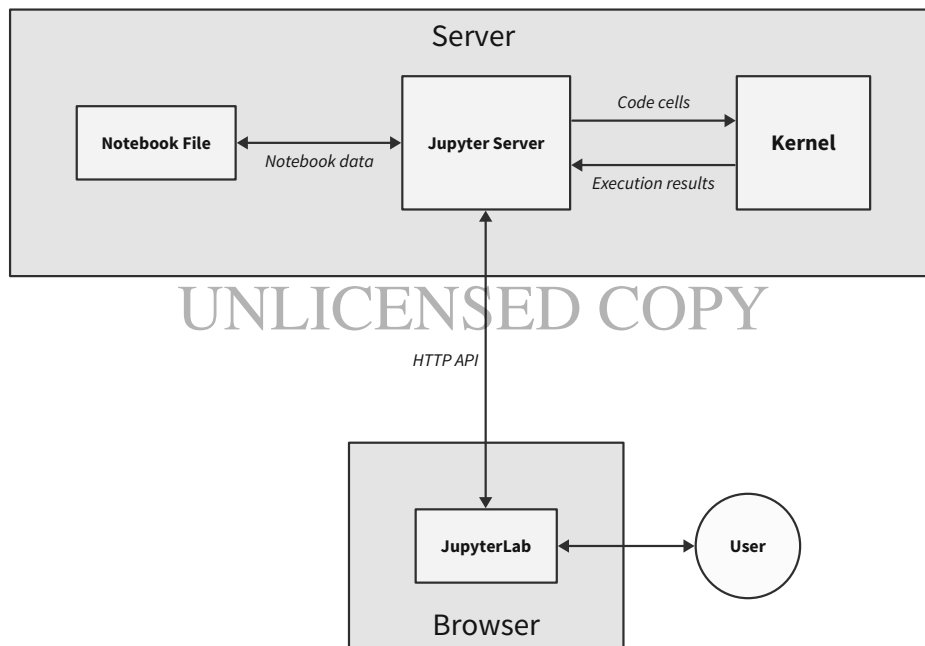 Server
Code cells
Notebook File
Jupyter Server
Kernel
Notebook data
Execution results
UNLICENSED COPY
HTTP API
JupyterLab
User
Browser